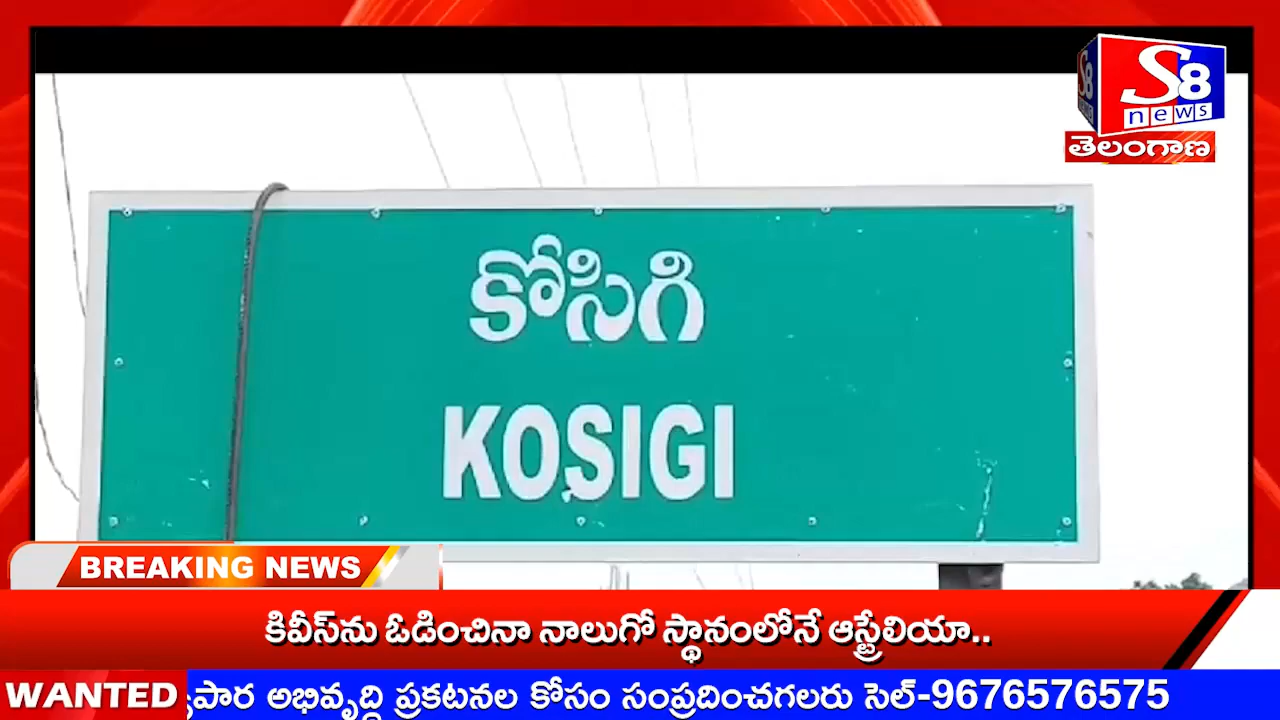 S8
news
తెలంగాణ
కోసిగి
KOSIGI
BREAKING NEWS
కివీస్‌ను ఓడించినా నాలుగో స్థానంలోనే ఆస్ట్రేలియా..
WANTED
అభివృద్ది ప్రకటనల కోసం సంప్రదించగలరు సెల్-9676576575